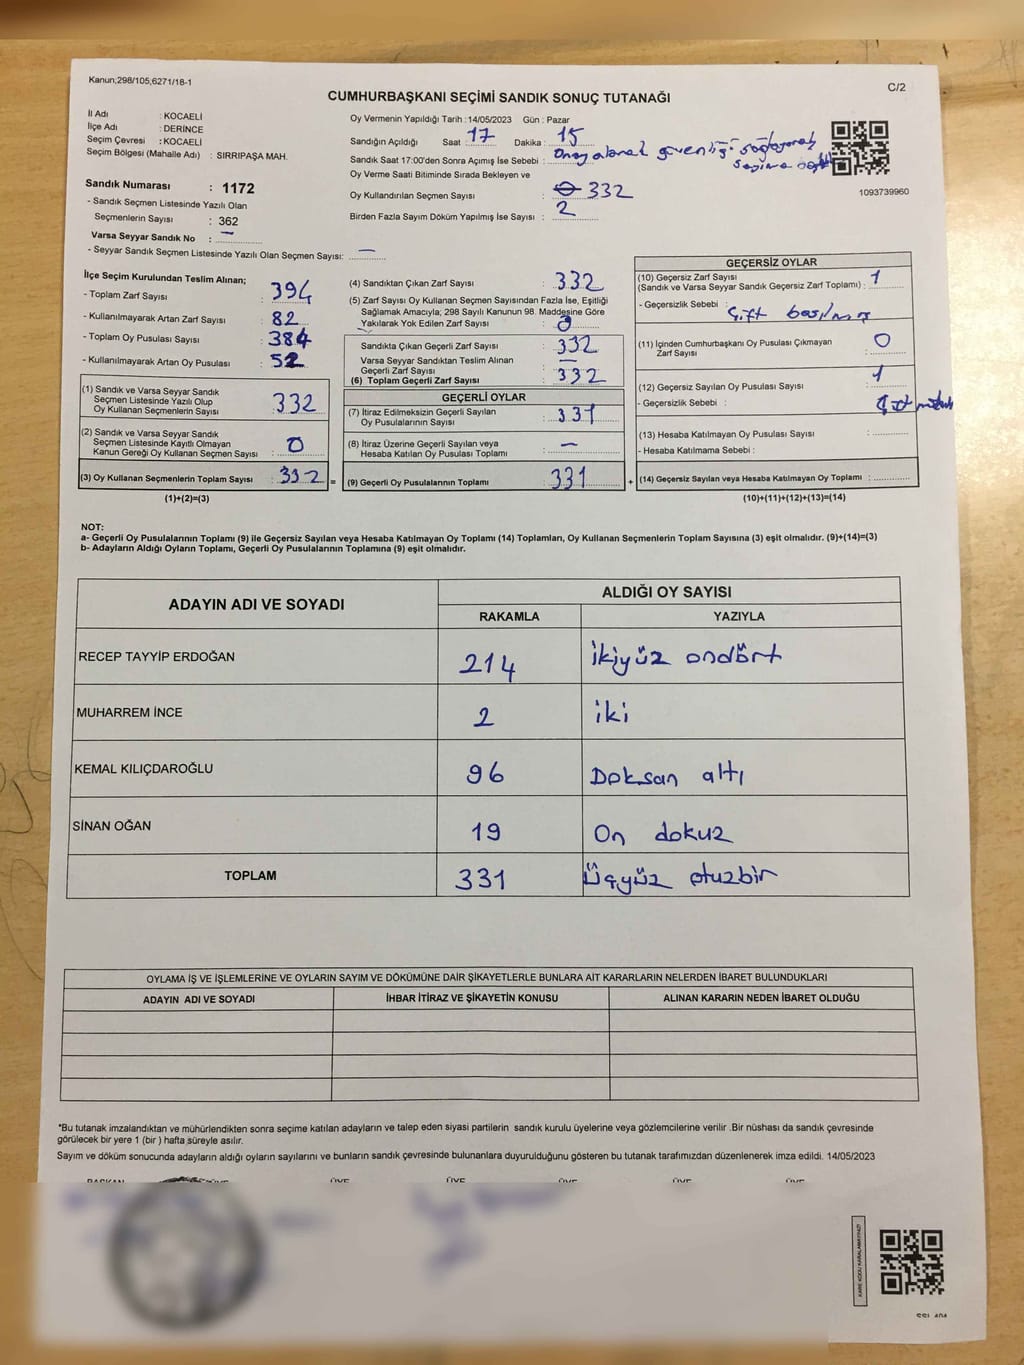 Kanun;298/105,6271/18-1
C/2
CUMHURBAŞKANI SEÇİMİ SANDIK SONUÇ TUTANAĞI
İl Adı : KOCAELİ
İlçe Adı : DERİNCE
Seçim Çevresi : KOCAELİ
Seçim Bölgesi (Mahalle Adı) : SIRRIPAŞA MAH.
Sandık Numarası : 1172
- Sandık Seçmen Listesinde Yazılı Olan
Seçmenlerin Sayısı : 362
Varsa Seyyar Sandık No : —
- Seyyar Sandık Seçmen Listesinde Yazılı Olan Seçmen Sayısı: —
Oy Vermenin Yapıldığı Tarih : 14/05/2023 Gün : Pazar
Sandığın Açıldığı Saat : 17 Dakika : 15
Sandık Saat 17:00'den Sonra Açımış İse Sebebi : güvenliği sağlayarak
Oy Verme Saati Bitiminde Sırada Bekleyen ve
Oy Kullandırılan Seçmen Sayısı : 332
Birden Fazla Sayım Döküm Yapılmış İse Sayısı : 2
1093739960
İlçe Seçim Kurulundan Teslim Alınan;
- Toplam Zarf Sayısı : 394
- Kullanılmayarak Artan Zarf Sayısı : 82
- Toplam Oy Pusulası Sayısı : 384
- Kullanılmayarak Artan Oy Pusulası : 52
(1) Sandık ve Varsa Seyyar Sandık
Seçmen Listesinde Yazılı Olup
Oy Kullanan Seçmenlerin Sayısı : 332
(2) Sandık ve Varsa Seyyar Sandık
Seçmen Listesinde Kayıtlı Olmayan
Kanun Gereği Oy Kullanan Seçmen Sayısı : 0
(3) Oy Kullanan Seçmenlerin Toplam Sayısı : 332 =
(1)+(2)=(3)
(4) Sandıktan Çıkan Zarf Sayısı : 332
(5) Zarf Sayısı Oy Kullanan Seçmen Sayısından Fazla İse, Eşitliği
Sağlamak Amacıyla; 298 Sayılı Kanunun 98. Maddesine Göre
Yakılarak Yok Edilen Zarf Sayısı : 0
Sandıkta Çıkan Geçerli Zarf Sayısı : 332
Varsa Seyyar Sandıktan Teslim Alınan
Geçerli Zarf Sayısı : —
(6) Toplam Geçerli Zarf Sayısı : 332
GEÇERLİ OYLAR
(7) İtiraz Edilmeksizin Geçerli Sayılan
Oy Pusulalarının Sayısı : 331
(8) İtiraz Üzerine Geçerli Sayılan veya
Hesaba Katılan Oy Pusulası Toplamı : —
(9) Geçerli Oy Pusulalarının Toplamı : 331 +
GEÇERSİZ OYLAR
(10) Geçersiz Zarf Sayısı
(Sandık ve Varsa Seyyar Sandık Geçersiz Zarf Toplamı) : 1
- Geçersizlik Sebebi : Çift basılmış
(11) İçinden Cumhurbaşkanı Oy Pusulası Çıkmayan
Zarf Sayısı : 0
(12) Geçersiz Sayılan Oy Pusulası Sayısı : 1
- Geçersizlik Sebebi : Çift
(13) Hesaba Katılmayan Oy Pusulası Sayısı :
- Hesaba Katılmama Sebebi :
(14) Geçersiz Sayılan veya Hesaba Katılmayan Oy Toplamı :
(10)+(11)+(12)+(13)=(14)
NOT:
a- Geçerli Oy Pusulalarının Toplamı (9) ile Geçersiz Sayılan veya Hesaba Katılmayan Oy Toplamı (14) Toplamları, Oy Kullanan Seçmenlerin Toplam Sayısına (3) eşit olmalıdır. (9)+(14)=(3)
b- Adayların Aldığı Oyların Toplamı, Geçerli Oy Pusulalarının Toplamına (9) eşit olmalıdır.
ADAYIN ADI VE SOYADI
ALDIĞI OY SAYISI
RAKAMLA YAZIYLA
RECEP TAYYİP ERDOĞAN 214 ikiyüz ondört
MUHARREM İNCE 2 iki
KEMAL KILIÇDAROĞLU 96 Doksan altı
SİNAN OĞAN 19 On dokuz
TOPLAM 331 Üçyüz otuzbir
OYLAMA İŞ VE İŞLEMLERİNE VE OYLARIN SAYIM VE DÖKÜMÜNE DAİR ŞİKAYETLERLE BUNLARA AİT KARARLARIN NELERDEN İBARET BULUNDUKLARI
ADAYIN ADI VE SOYADI İHBAR İTİRAZ VE ŞİKAYETİN KONUSU ALINAN KARARIN NEDEN İBARET OLDUĞU
*Bu tutanak imzalandıktan ve mühürlendikten sonra seçime katılan adayların ve talep eden siyasi partilerin sandık kurulu üyelerine veya gözlemcilerine verilir .Bir nüshası da sandık çevresinde
görülecek bir yere 1 (bir ) hafta süreyle asılır.
Sayım ve döküm sonucunda adayların aldığı oyların sayılarını ve bunların sandık çevresinde bulunanlara duyurulduğunu gösteren bu tutanak tarafımızdan düzenlenerek imza edildi. 14/05/2023
BAŞKAN ÜYE ÜYE ÜYE ÜYE ÜYE
KARE KODU KARALAMAYINIZ!